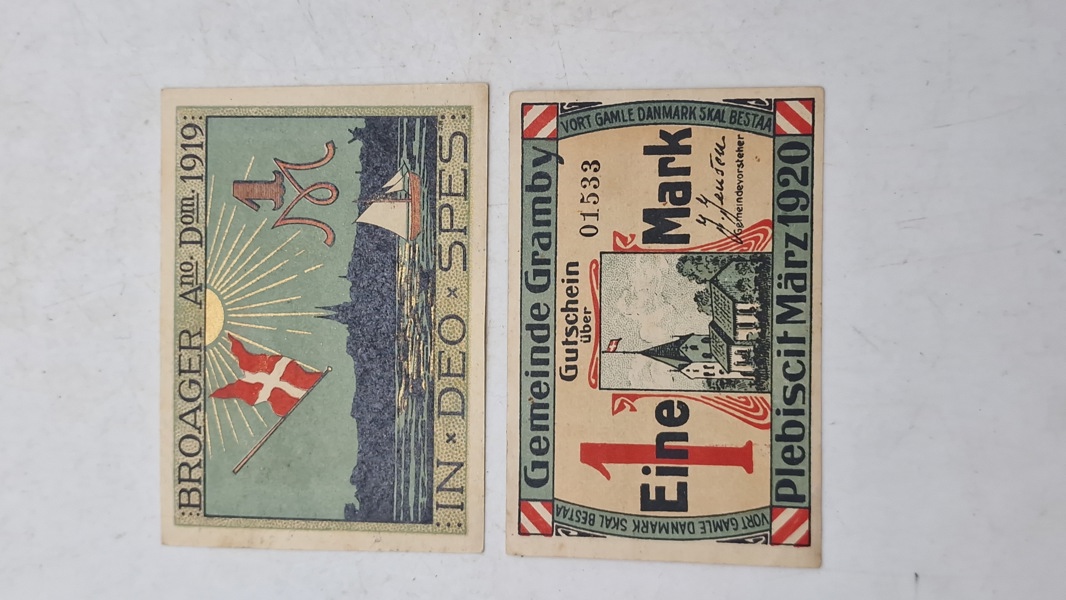 :BROAGER Ano. Dom. 1919:
1 M
:IN × DEO × SPES:
VORT GAMLE DANMARK SKAL BESTAA
Gemeinde Gramby
Gutschein
über
01533
1
Eine Mark
Gemeindevorsteher
Plebiscit März 1920
VORT GAMLE DANMARK SKAL BESTAA